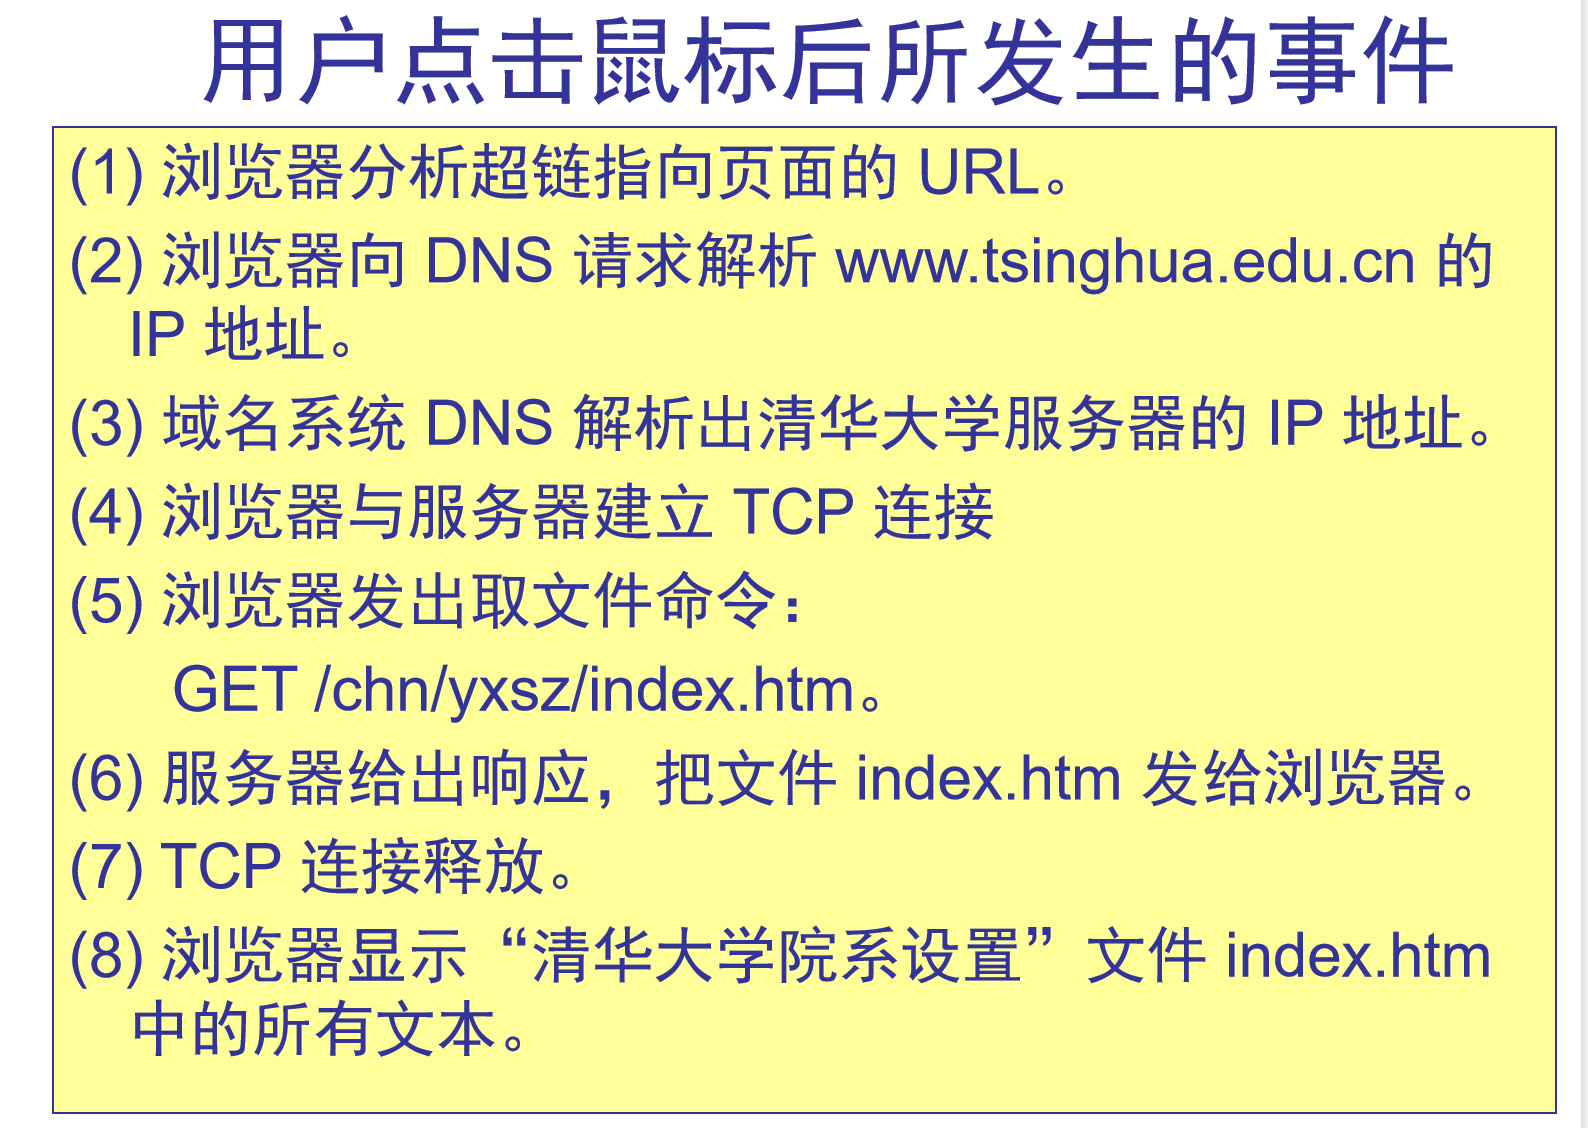 用户点击鼠标后所发生的事件
(1) 浏览器分析超链指向页面的 URL。
(2) 浏览器向 DNS 请求解析 www.tsinghua.edu.cn 的
IP 地址。
(3) 域名系统 DNS 解析出清华大学服务器的 IP 地址。
(4) 浏览器与服务器建立 TCP 连接
(5) 浏览器发出取文件命令：
GET /chn/yxsz/index.htm。
(6) 服务器给出响应，把文件 index.htm 发给浏览器。
(7) TCP 连接释放。
(8) 浏览器显示“清华大学院系设置”文件 index.htm
中的所有文本。